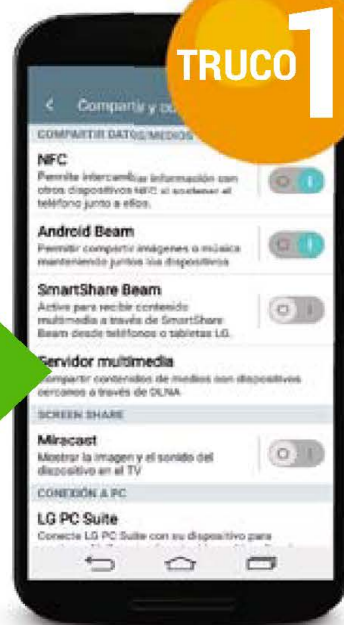 TRUCO 1
Compartir y co
COMPARTIR DATOS/MEDIOS
NFC
Permite intercambiar información con
otros dispositivos NFC al sostener el
teléfono junto a ellos.
Android Beam
Permitir compartir imágenes o música
manteniendo juntos los dispositivos
SmartShare Beam
Active para recibir contenido
multimedia a través de SmartShare
Beam desde teléfonos o tabletas LG.
Servidor multimedia
Compartir contenidos de medios con dispositivos
cercanos a través de DLNA
SCREEN SHARE
Miracast
Mostrar la imagen y el sonido del
dispositivo en el TV
CONEXIÓN A PC
LG PC Suite
Conecte LG PC Suite con su dispositivo para